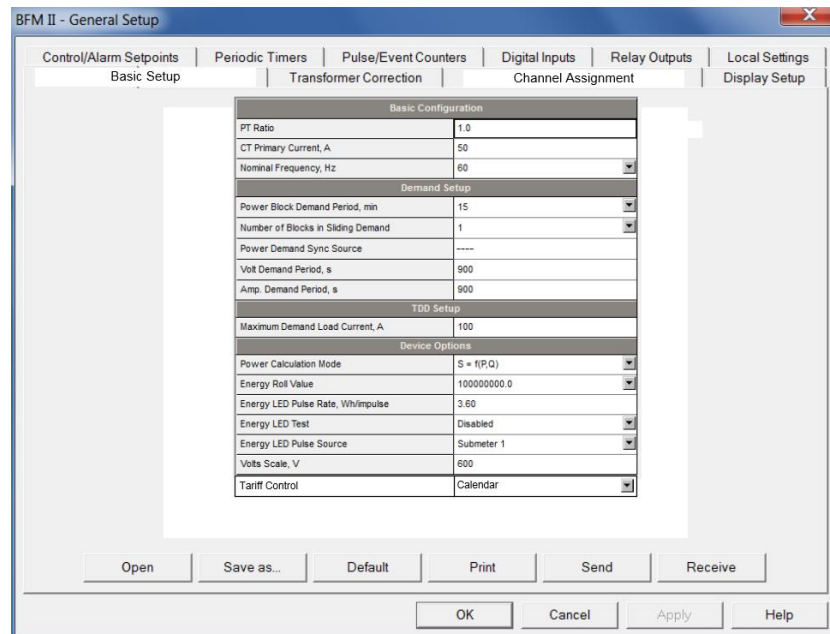 BFM II - General Setup
X
Control/Alarm Setpoints Periodic Timers Pulse/Event Counters Digital Inputs Relay Outputs Local Settings
Basic Setup Transformer Correction Channel Assignment Display Setup
Basic Configuration
PT Ratio 1.0
CT Primary Current, A 50
Nominal Frequency, Hz 60
Demand Setup
Power Block Demand Period, min 15
Number of Blocks in Sliding Demand 1
Power Demand Sync Source ----
Volt Demand Period, s 900
Amp. Demand Period, s 900
TDD Setup
Maximum Demand Load Current, A 100
Device Options
Power Calculation Mode S = f(P,Q)
Energy Roll Value 100000000.0
Energy LED Pulse Rate, Wh/impulse 3.60
Energy LED Test Disabled
Energy LED Pulse Source Submeter 1
Volts Scale, V 600
Tariff Control Calendar
Open Save as... Default Print Send Receive
OK Cancel Apply Help